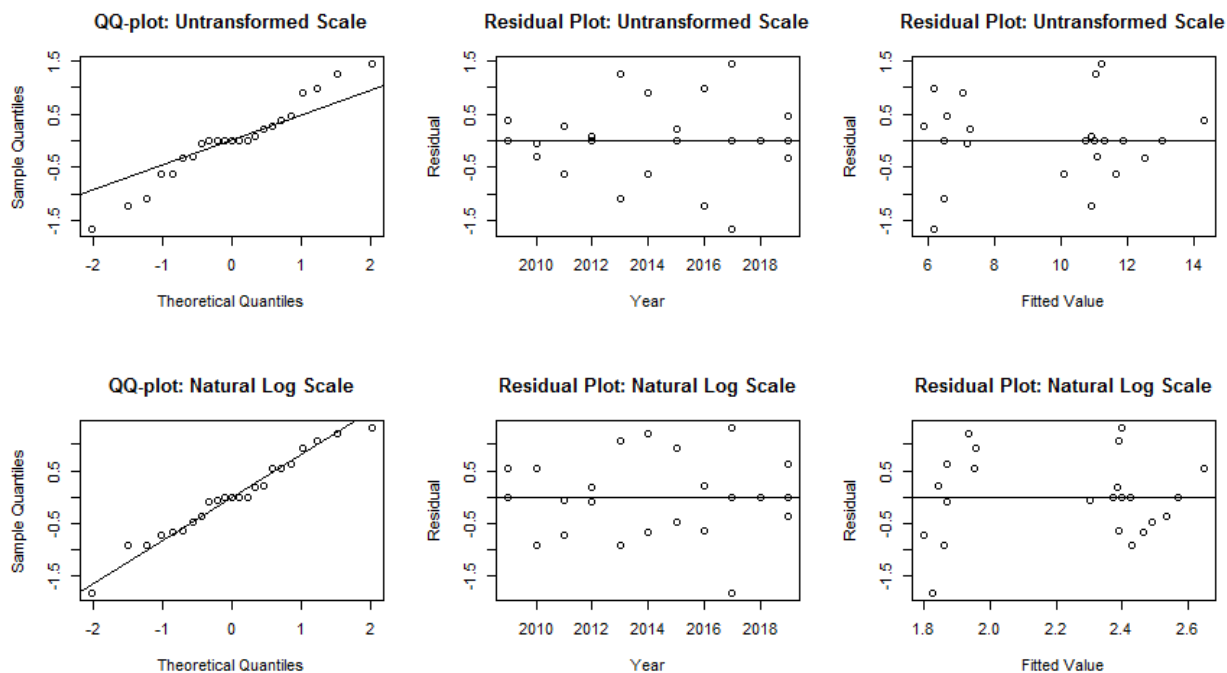 QQ-plot: Untransformed Scale
Sample Quantiles
-1.5 -0.5 0.5 1.5
-2 -1 0 1 2
Theoretical Quantiles
Residual Plot: Untransformed Scale
Residual
-1.5 -0.5 0.5 1.5
2010 2012 2014 2016 2018
Year
Residual Plot: Untransformed Scale
Residual
-1.5 -0.5 0.5 1.5
6 8 10 12 14
Fitted Value
QQ-plot: Natural Log Scale
Sample Quantiles
-1.5 -0.5 0.5
-2 -1 0 1 2
Theoretical Quantiles
Residual Plot: Natural Log Scale
Residual
-1.5 -0.5 0.5
2010 2012 2014 2016 2018
Year
Residual Plot: Natural Log Scale
Residual
-1.5 -0.5 0.5
1.8 2.0 2.2 2.4 2.6
Fitted Value